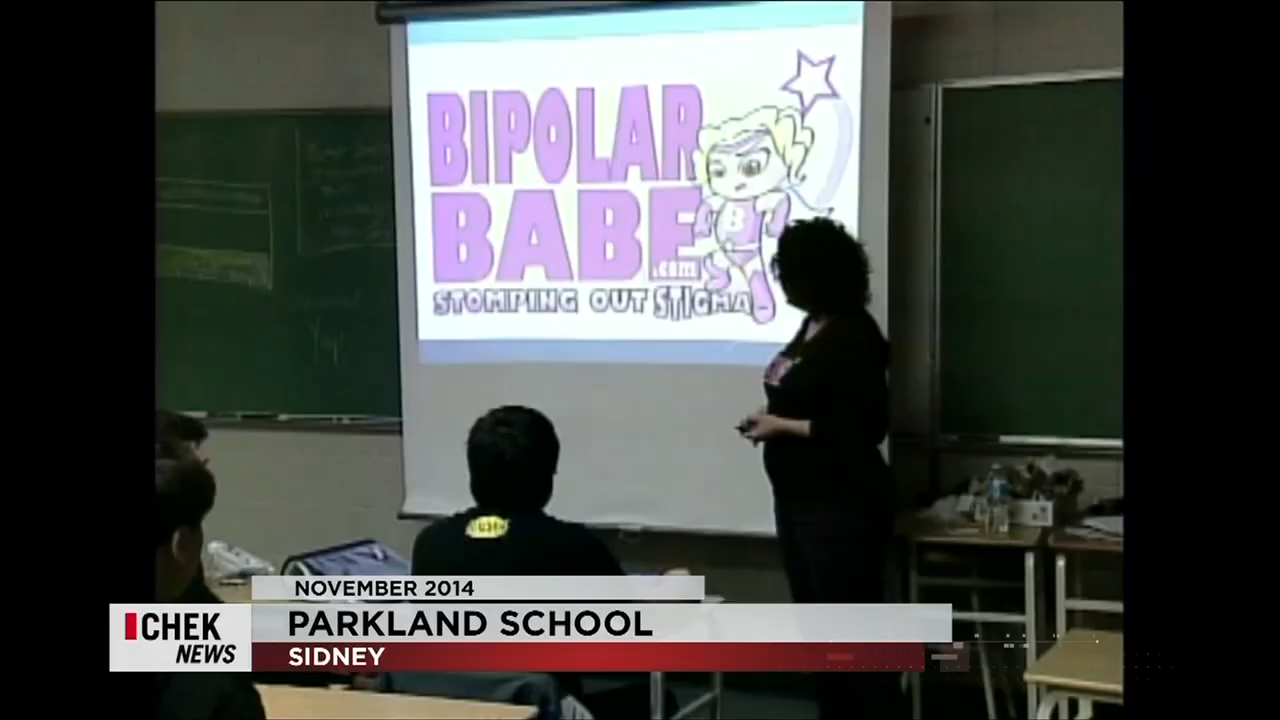 BIPOLAR
BABE
.com
STOMPING OUT STIGMA
B
NOVEMBER 2014
CHEK
NEWS
PARKLAND SCHOOL
SIDNEY